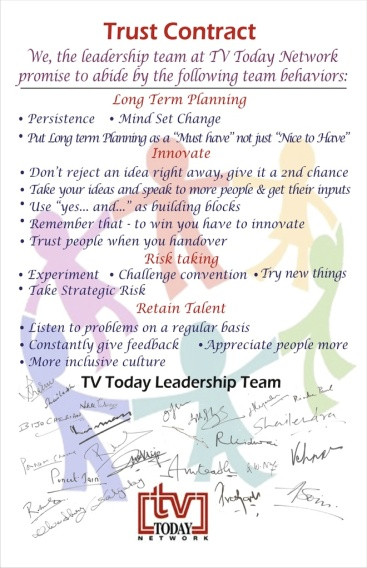 Trust Contract
We, the leadership team at TV Today Network
promise to abide by the following team behaviors:
Long Term Planning
• Persistence • Mind Set Change
• Put Long term Planning as a “Must have” not just “Nice to Have”
Innovate
• Don’t reject an idea right away, give it a 2nd chance
• Take your ideas and speak to more people & get their inputs
• Use “yes... and...” as building blocks
• Remember that - to win you have to innovate
• Trust people when you handover
Risk taking
• Experiment • Challenge convention • Try new things
• Take Strategic Risk
Retain Talent
• Listen to problems on a regular basis
• Constantly give feedback • Appreciate people more
• More inclusive culture
TV Today Leadership Team
Shailendra
Puneet Jain
tv
TODAY
NETWORK